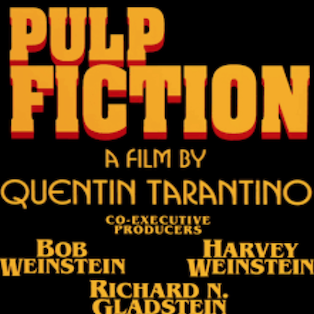 PULP
FICTION
A FILM BY
QUENTIN TARANTINO
CO-EXECUTIVE
PRODUCERS
BOB
WEINSTEIN
HARVEY
WEINSTEIN
RICHARD N.
GLADSTEIN